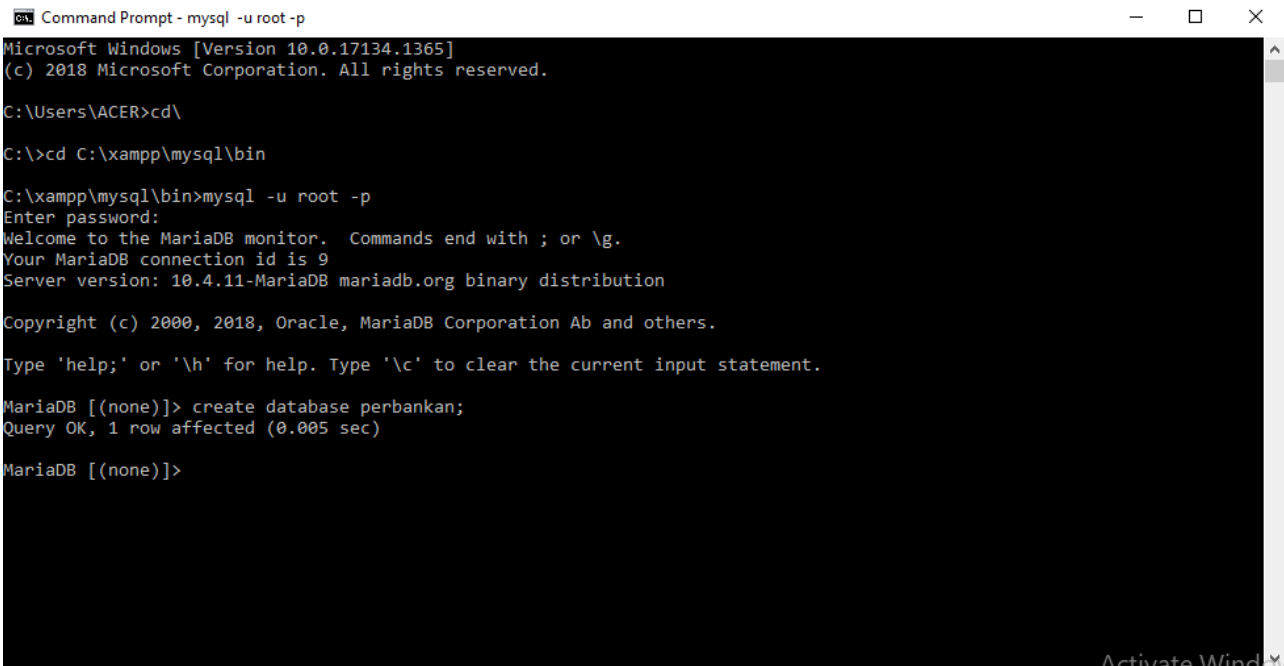 Command Prompt - mysql -u root -p
Microsoft Windows [Version 10.0.17134.1365]
(c) 2018 Microsoft Corporation. All rights reserved.
C:\Users\ACER>cd\
C:\>cd C:\xampp\mysql\bin
C:\xampp\mysql\bin>mysql -u root -p
Enter password:
Welcome to the MariaDB monitor.  Commands end with ; or \g.
Your MariaDB connection id is 9
Server version: 10.4.11-MariaDB mariadb.org binary distribution
Copyright (c) 2000, 2018, Oracle, MariaDB Corporation Ab and others.
Type 'help;' or '\h' for help. Type '\c' to clear the current input statement.
MariaDB [(none)]> create database perbankan;
Query OK, 1 row affected (0.005 sec)
MariaDB [(none)]>
Activate